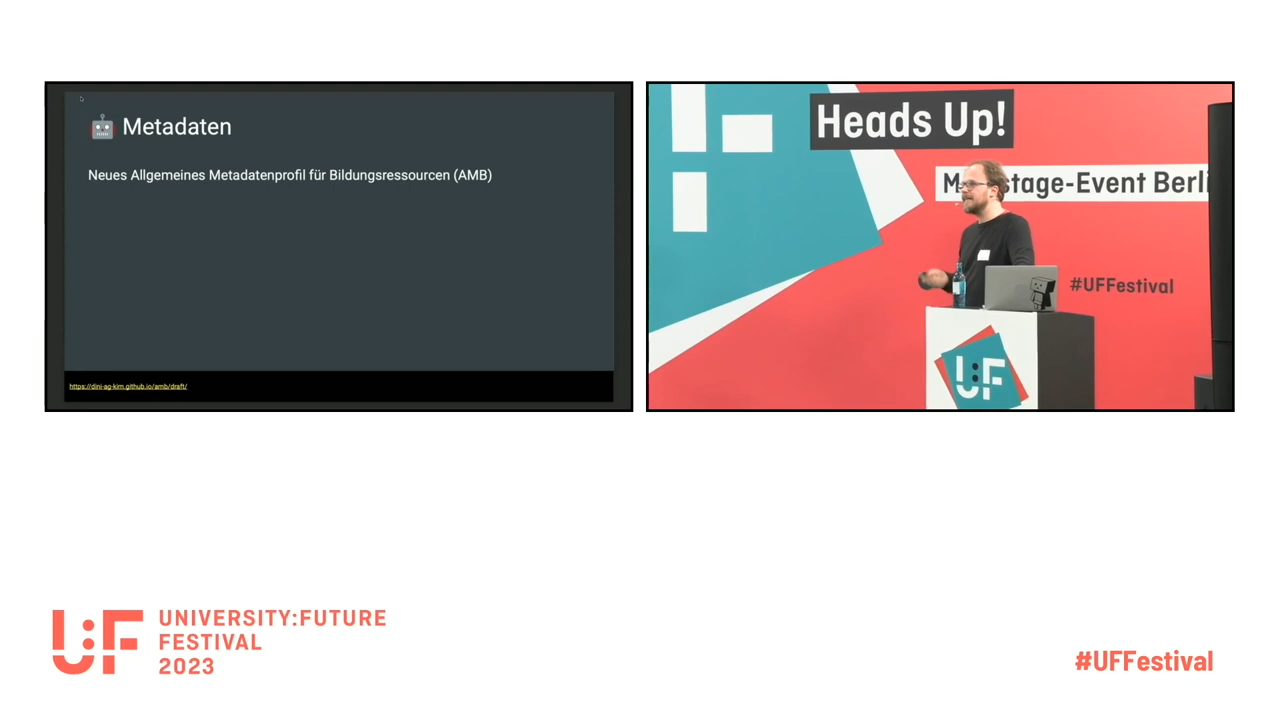 🤖 Metadaten
Neues Allgemeines Metadatenprofil für Bildungsressourcen (AMB)
https://dini-ag-kim.github.io/amb/draft/
Heads Up!
stage-Event Berli
#UFFestival
U:F
U:F
UNIVERSITY:FUTURE
FESTIVAL
2023
#UFFestival